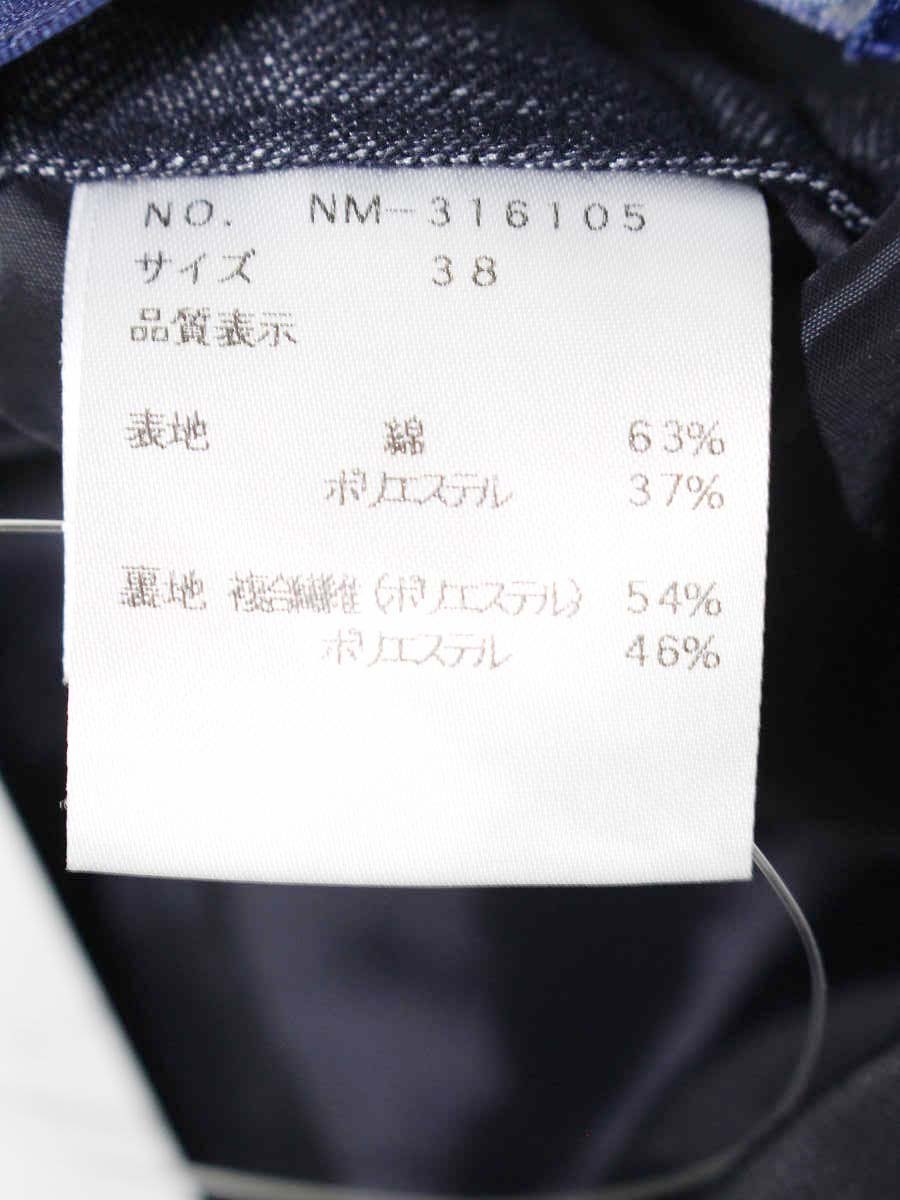 NO. NM-316105
サイズ 38
品質表示
表地 綿 63%
ポリエステル 37%
裏地 複合繊維(ポリエステル) 54%
ポリエステル 46%